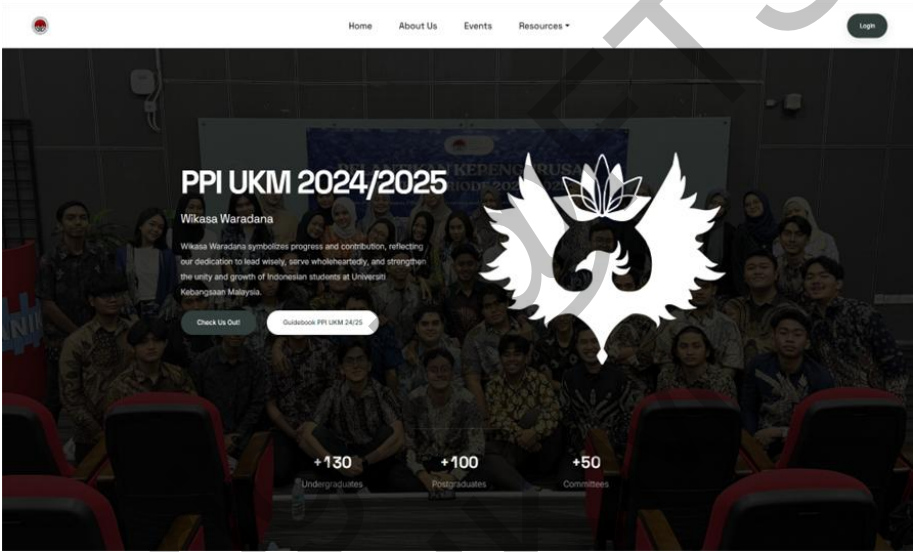 Home About Us Events Resources
Login
PELANTIKAN KEPENGURUSAN
PPI UKM 2024/2025
Wikasa Waradana
Wikasa Waradana symbolizes progress and contribution, reflecting
our dedication to lead wisely, serve wholeheartedly, and strengthen
the unity and growth of Indonesian students at Universiti
Kebangsaan Malaysia.
Check Us Out!
Guidebook PPI UKM 24/25
+130 +100 +50
Undergraduates Postgraduates Committees